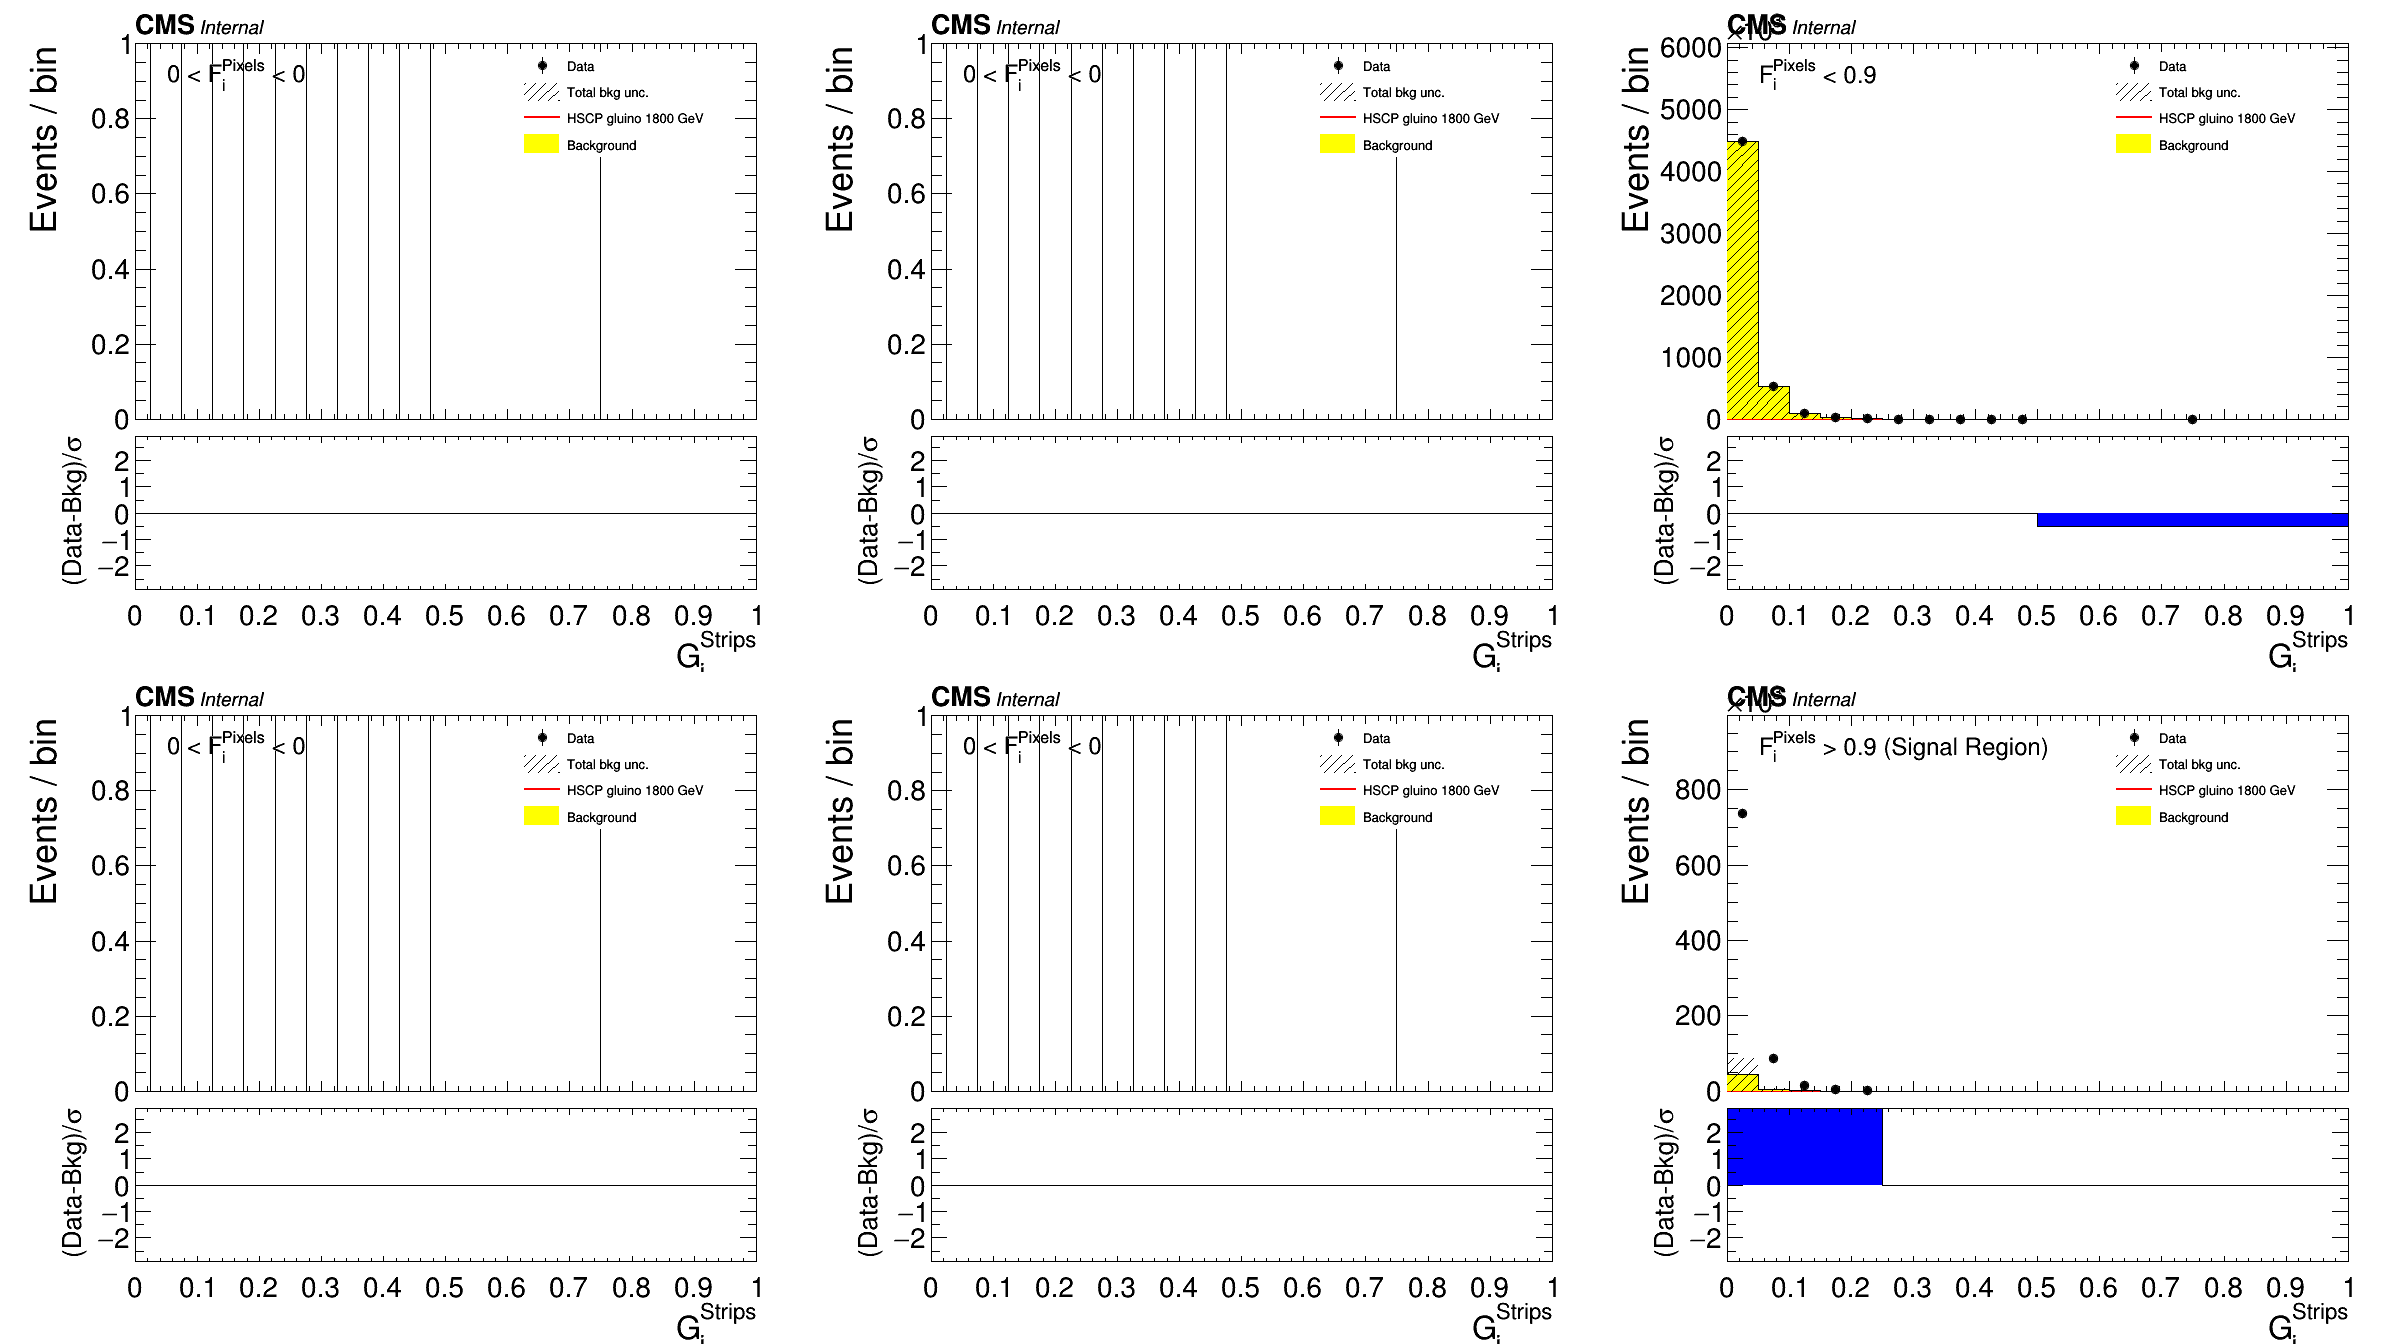 CMS Internal
Events / bin
1
0.8
0.6
0.4
0.2
0
0 < F_i^Pixels < 0
Data
Total bkg unc.
HSCP gluino 1800 GeV
Background
(Data-Bkg)/σ
2
1
0
−1
−2
0 0.1 0.2 0.3 0.4 0.5 0.6 0.7 0.8 0.9 1
G_i^Strips
CMS Internal
Events / bin
1
0.8
0.6
0.4
0.2
0
0 < F_i^Pixels < 0
Data
Total bkg unc.
HSCP gluino 1800 GeV
Background
(Data-Bkg)/σ
2
1
0
−1
−2
0 0.1 0.2 0.3 0.4 0.5 0.6 0.7 0.8 0.9 1
G_i^Strips
CMS Internal
Events / bin
6000
5000
4000
3000
2000
1000
0
F_i^Pixels < 0.9
Data
Total bkg unc.
HSCP gluino 1800 GeV
Background
(Data-Bkg)/σ
2
1
0
−1
−2
0 0.1 0.2 0.3 0.4 0.5 0.6 0.7 0.8 0.9 1
G_i^Strips
CMS Internal
Events / bin
1
0.8
0.6
0.4
0.2
0
0 < F_i^Pixels < 0
Data
Total bkg unc.
HSCP gluino 1800 GeV
Background
(Data-Bkg)/σ
2
1
0
−1
−2
0 0.1 0.2 0.3 0.4 0.5 0.6 0.7 0.8 0.9 1
G_i^Strips
CMS Internal
Events / bin
1
0.8
0.6
0.4
0.2
0
0 < F_i^Pixels < 0
Data
Total bkg unc.
HSCP gluino 1800 GeV
Background
(Data-Bkg)/σ
2
1
0
−1
−2
0 0.1 0.2 0.3 0.4 0.5 0.6 0.7 0.8 0.9 1
G_i^Strips
CMS Internal
Events / bin
800
600
400
200
0
F_i^Pixels > 0.9 (Signal Region)
Data
Total bkg unc.
HSCP gluino 1800 GeV
Background
(Data-Bkg)/σ
2
1
0
−1
−2
0 0.1 0.2 0.3 0.4 0.5 0.6 0.7 0.8 0.9 1
G_i^Strips